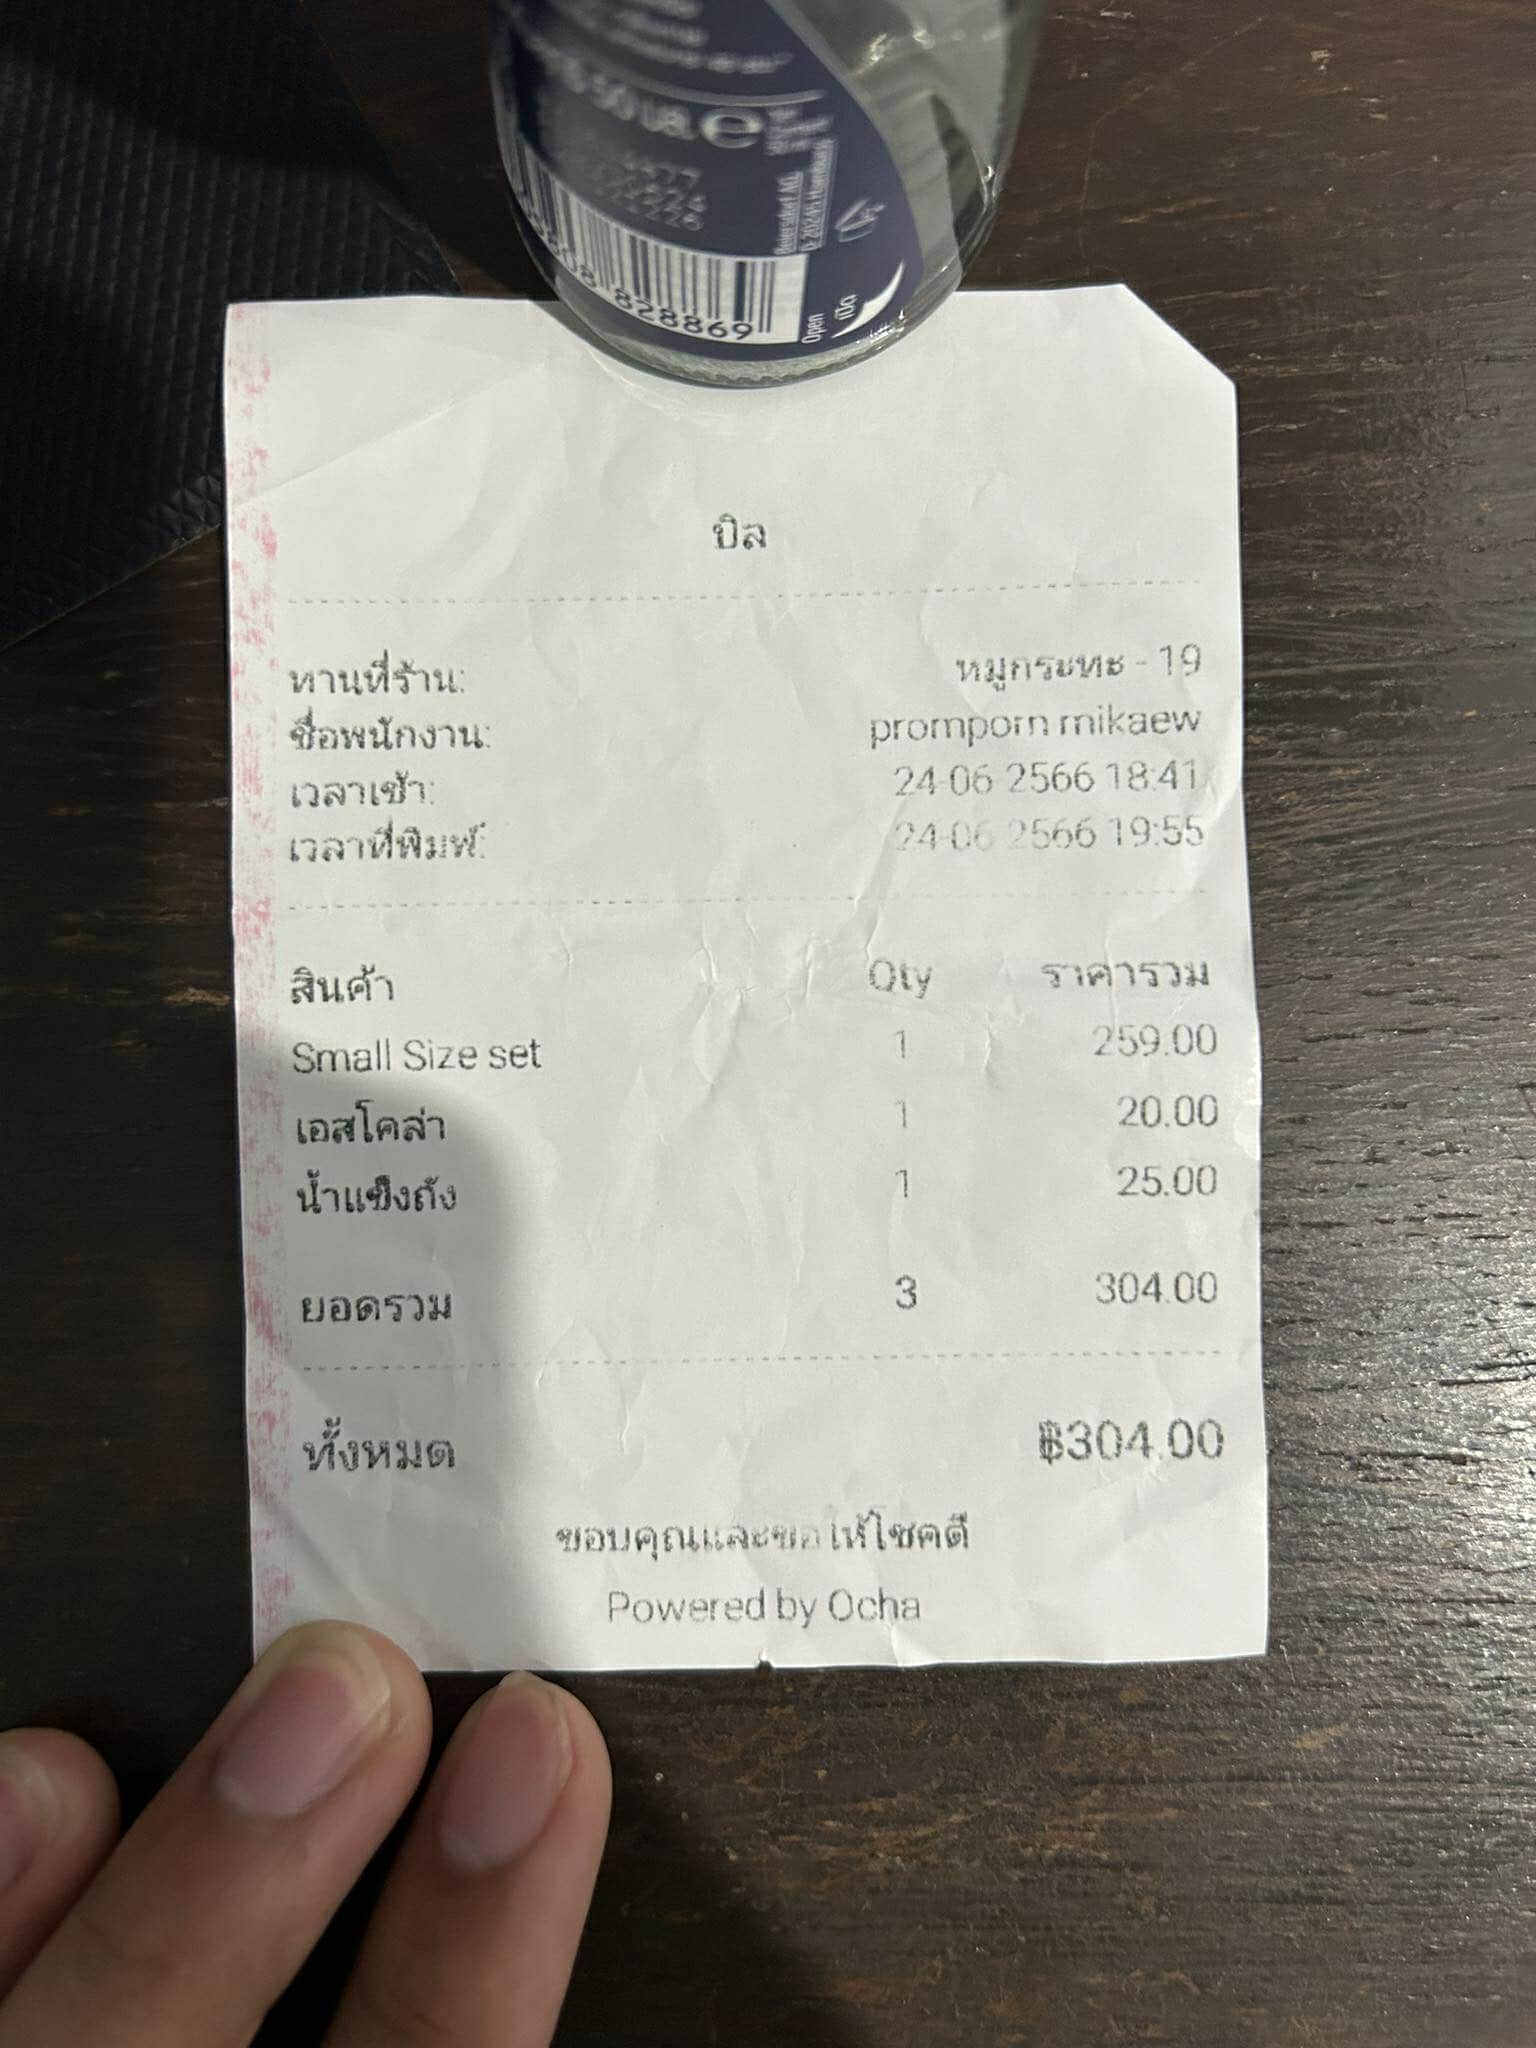 e
828869
Open
เปิด
บิล
ทานที่ร้าน: หมูกระทะ - 19
ชื่อพนักงาน: promporn mikaew
เวลาเข้า: 24-06-2566 18:41
เวลาที่พิมพ์: 24-06-2566 19:55
สินค้า Qty ราคารวม
Small Size set 1 259.00
เอสโคล่า 1 20.00
น้ำแข็งถัง 1 25.00
ยอดรวม 3 304.00
ทั้งหมด ฿304.00
ขอบคุณและขอให้โชคดี
Powered by Ocha